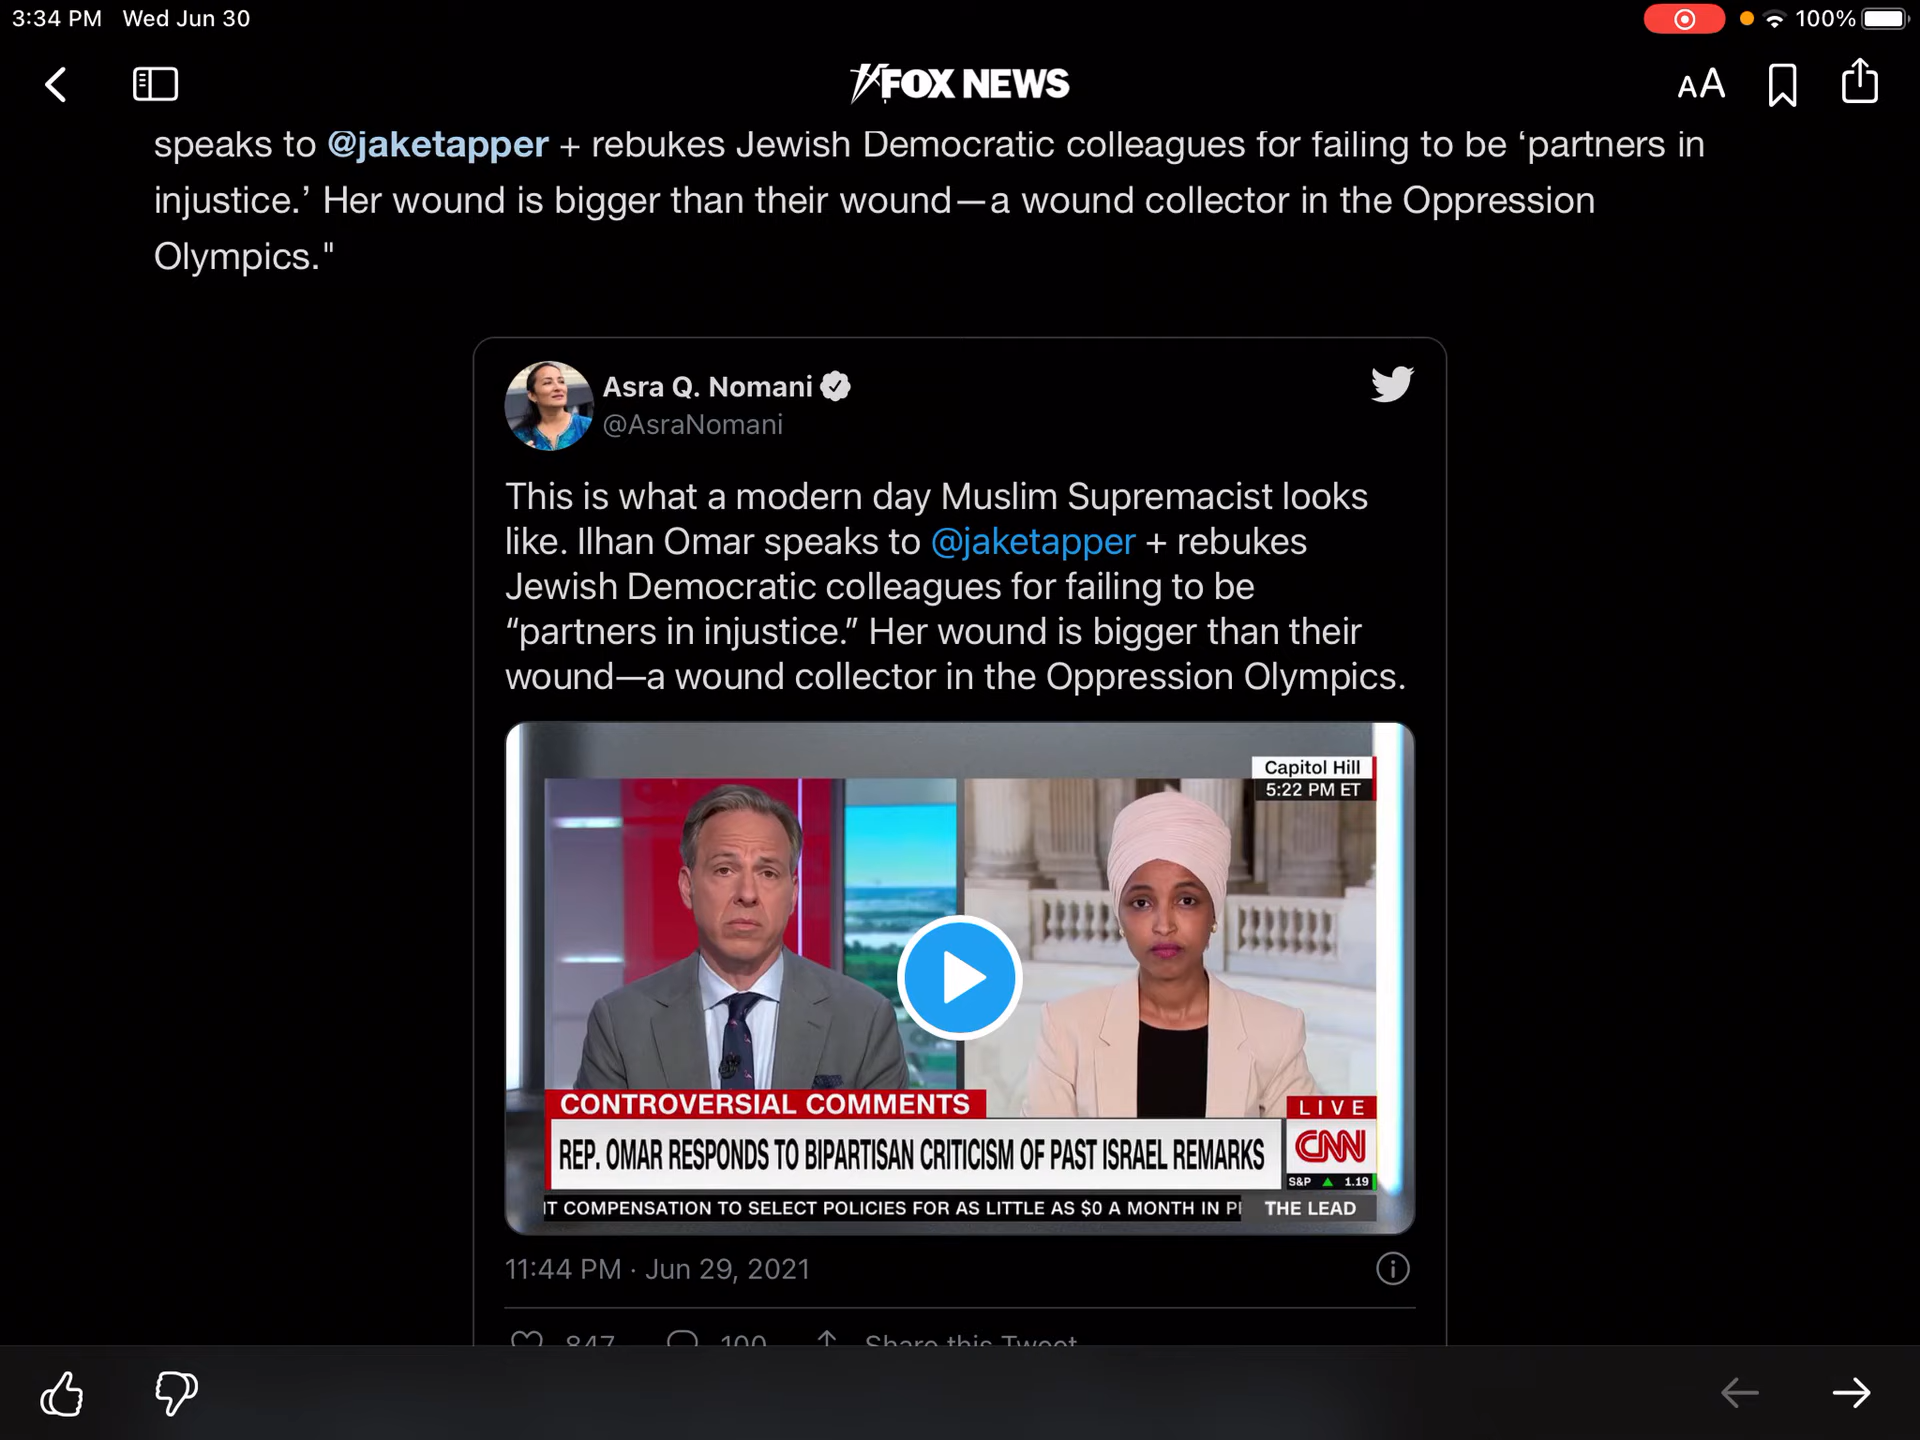 3:34 PM Wed Jun 30
100%
FOX NEWS
AA
speaks to @jaketapper + rebukes Jewish Democratic colleagues for failing to be ‘partners in
injustice.’ Her wound is bigger than their wound—a wound collector in the Oppression
Olympics."
Asra Q. Nomani
@AsraNomani
This is what a modern day Muslim Supremacist looks
like. Ilhan Omar speaks to @jaketapper + rebukes
Jewish Democratic colleagues for failing to be
“partners in injustice.” Her wound is bigger than their
wound—a wound collector in the Oppression Olympics.
Capitol Hill
5:22 PM ET
CONTROVERSIAL COMMENTS
LIVE
REP. OMAR RESPONDS TO BIPARTISAN CRITICISM OF PAST ISRAEL REMARKS
CNN
S&P ▲ 1.19
IT COMPENSATION TO SELECT POLICIES FOR AS LITTLE AS $0 A MONTH IN
THE LEAD
11:44 PM · Jun 29, 2021
847 100 Share this Tweet